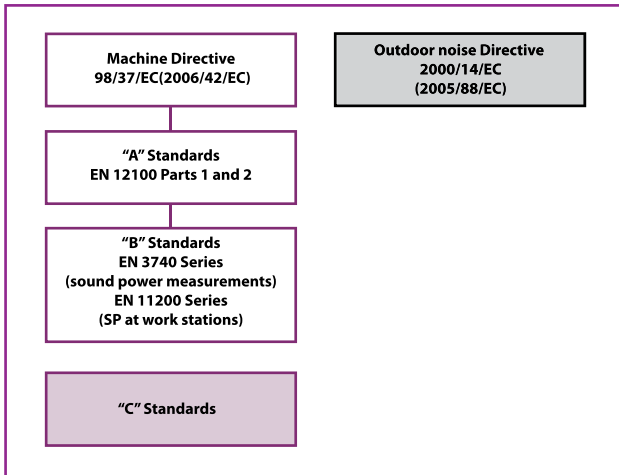 Machine Directive
98/37/EC(2006/42/EC)
Outdoor noise Directive
2000/14/EC
(2005/88/EC)
“A” Standards
EN 12100 Parts 1 and 2
“B” Standards
EN 3740 Series
(sound power measurements)
EN 11200 Series
(SP at work stations)
“C” Standards